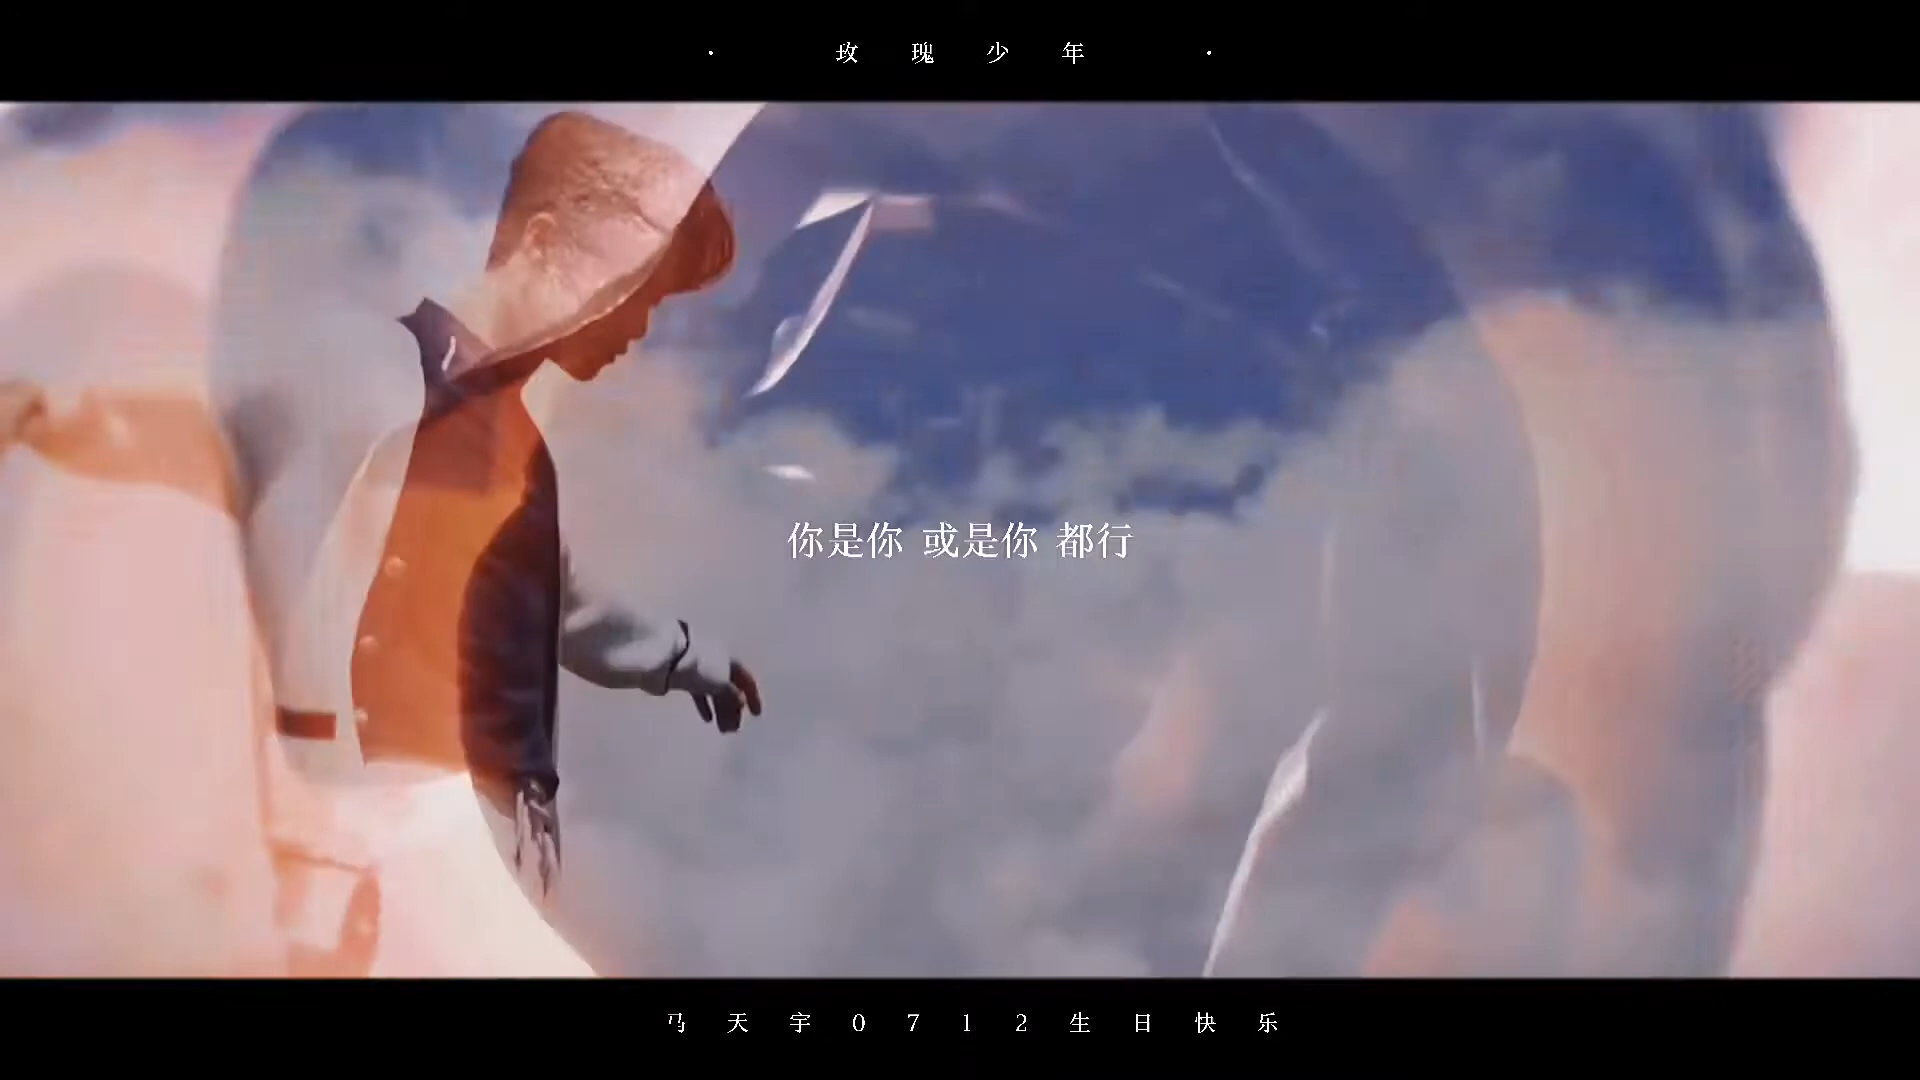 · 玫瑰少年 ·
你是你 或是你 都行
马天宇0712生日快乐